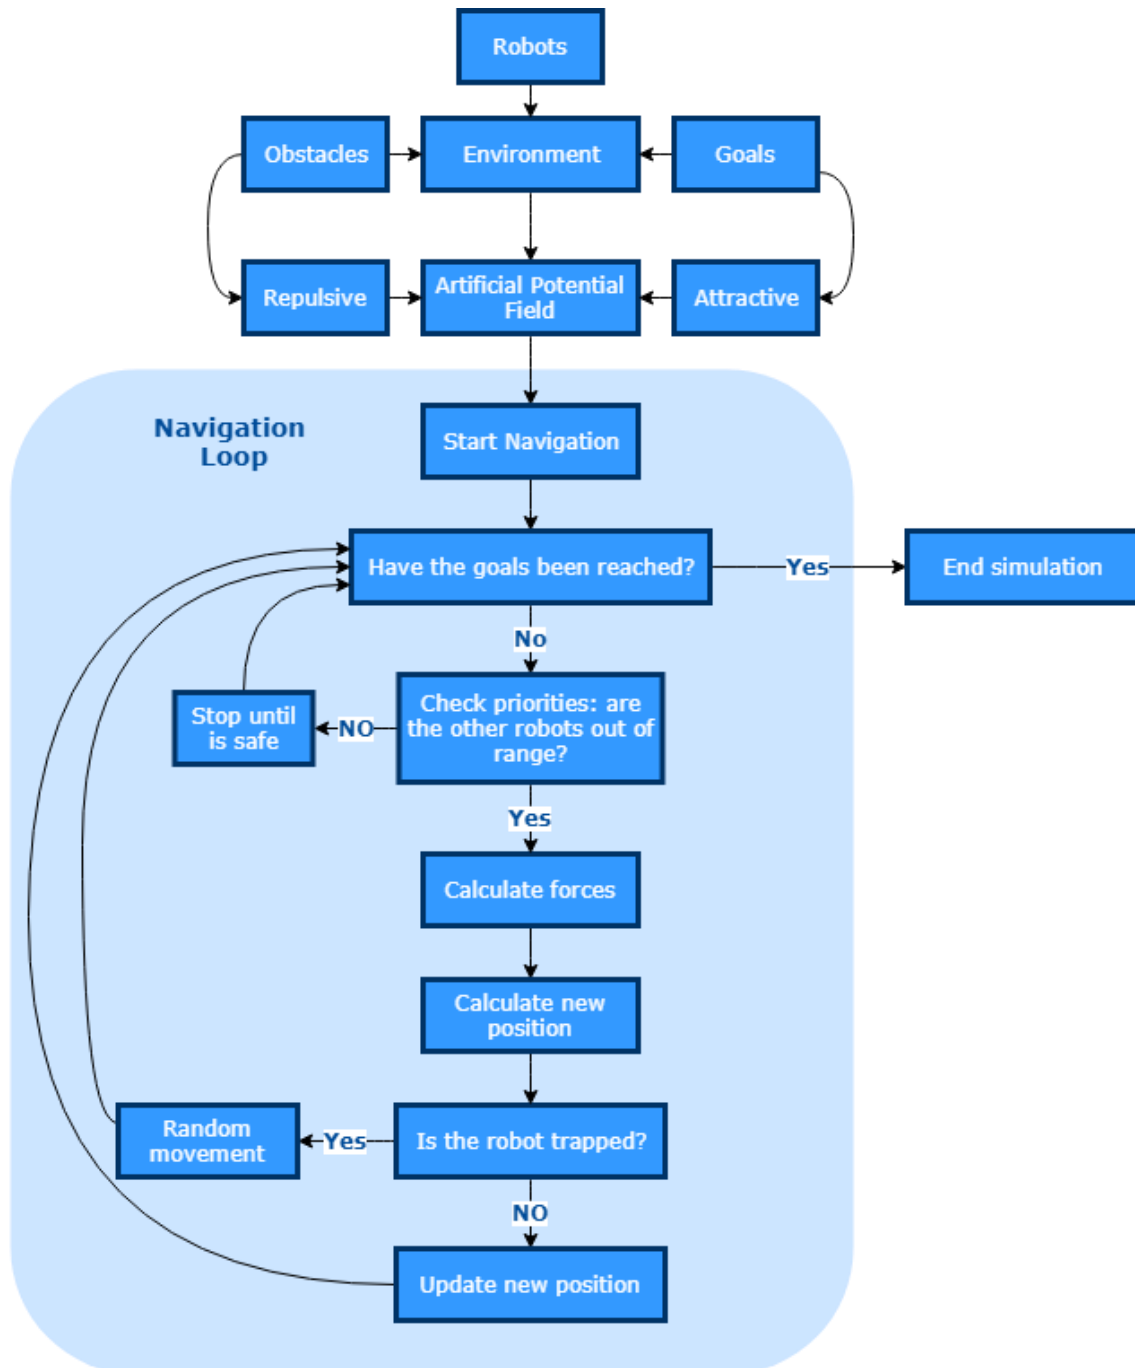 Robots
Obstacles
Environment
Goals
Repulsive
Artificial Potential
Field
Attractive
Navigation
Loop
Start Navigation
Have the goals been reached?
Yes
End simulation
No
Stop until
is safe
NO
Check priorities: are
the other robots out of
range?
Yes
Calculate forces
Calculate new
position
Random
movement
Yes
Is the robot trapped?
NO
Update new position